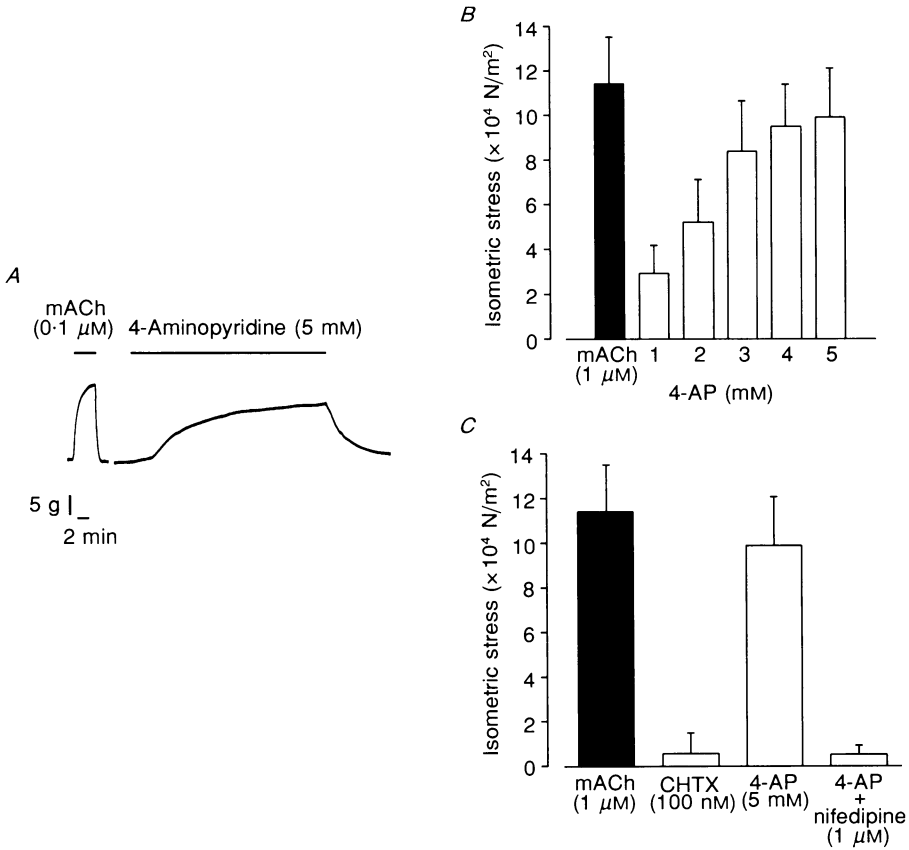 A
mACh
(0·1 μM)
4-Aminopyridine (5 mM)
5 g
2 min
B
Isometric stress (×10⁴ N/m²)
14
12
10
8
6
4
2
0
mACh
(1 μM)
1 2 3 4 5
4-AP (mM)
C
Isometric stress (×10⁴ N/m²)
14
12
10
8
6
4
2
0
mACh
(1 μM)
CHTX
(100 nM)
4-AP
(5 mM)
4-AP
+
nifedipine
(1 μM)